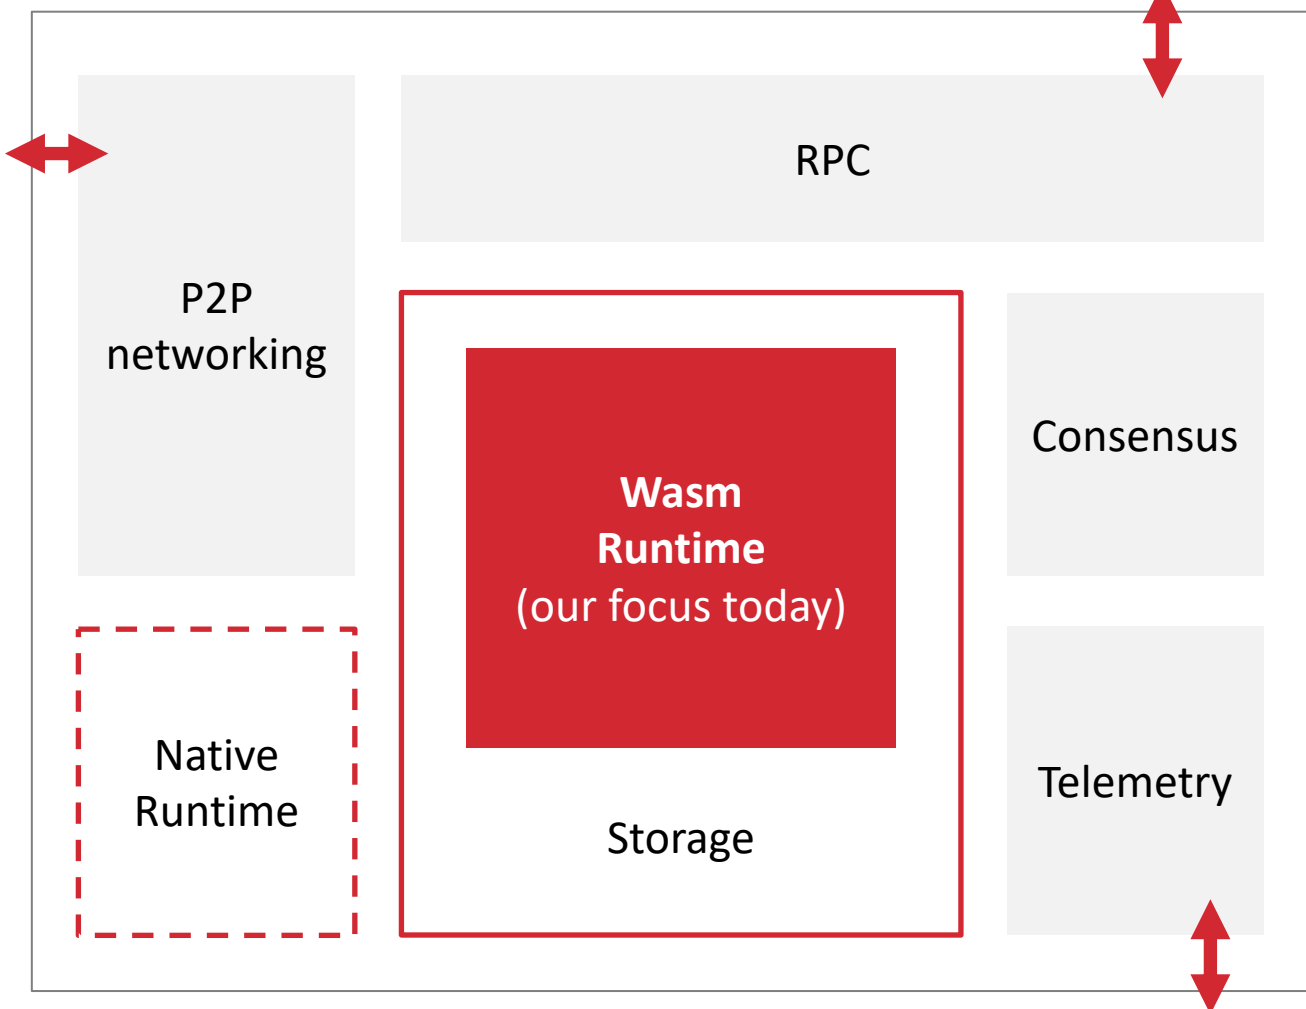 RPC
P2P
networking
Consensus
Wasm
Runtime
(our focus today)
Native
Runtime
Telemetry
Storage